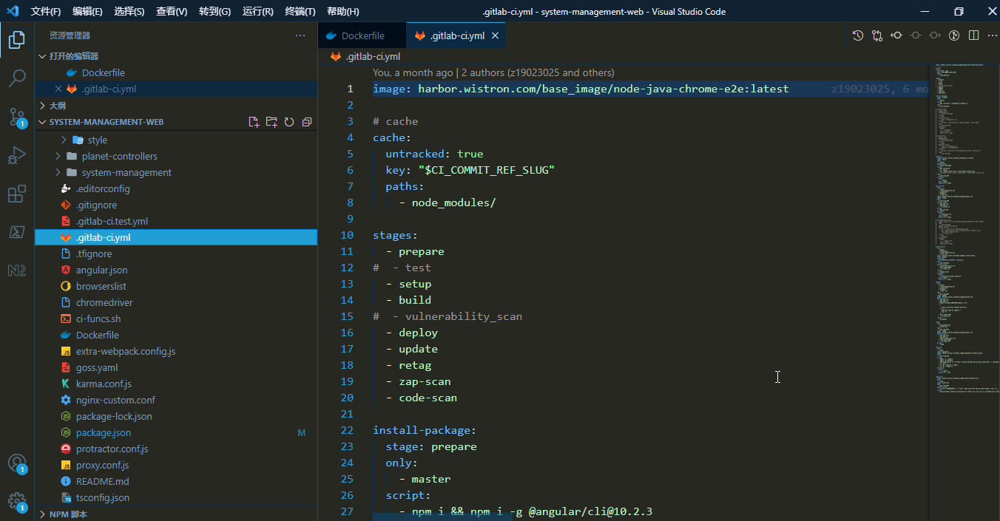 文件(F) 编辑(E) 选择(S) 查看(V) 转到(G) 运行(R) 终端(T) 帮助(H) .gitlab-ci.yml - system-management-web - Visual Studio Code
资源管理器
打开的编辑器
Dockerfile
.gitlab-ci.yml
大纲
SYSTEM-MANAGEMENT-WEB
style
planet-controllers
system-management
.editorconfig
.gitignore
.gitlab-ci.test.yml
.gitlab-ci.yml
.tfignore
angular.json
browserslist
chromedriver
ci-funcs.sh
Dockerfile
extra-webpack.config.js
goss.yaml
karma.conf.js
nginx-custom.conf
package-lock.json
package.json M
protractor.conf.js
proxy.conf.js
README.md
tsconfig.json
NPM 脚本
1
1
1
Dockerfile .gitlab-ci.yml
.gitlab-ci.yml
You, a month ago | 2 authors (z19023025 and others)
1 image: harbor.wistron.com/base_image/node-java-chrome-e2e:latest z19023025, 6 mo
2
3 # cache
4 cache:
5 untracked: true
6 key: "$CI_COMMIT_REF_SLUG"
7 paths:
8 - node_modules/
9
10 stages:
11 - prepare
12 # - test
13 - setup
14 - build
15 # - vulnerability_scan
16 - deploy
17 - update
18 - retag
19 - zap-scan
20 - code-scan
21
22 install-package:
23 stage: prepare
24 only:
25 - master
26 script:
27 - npm i && npm i -g @angular/cli@10.2.3